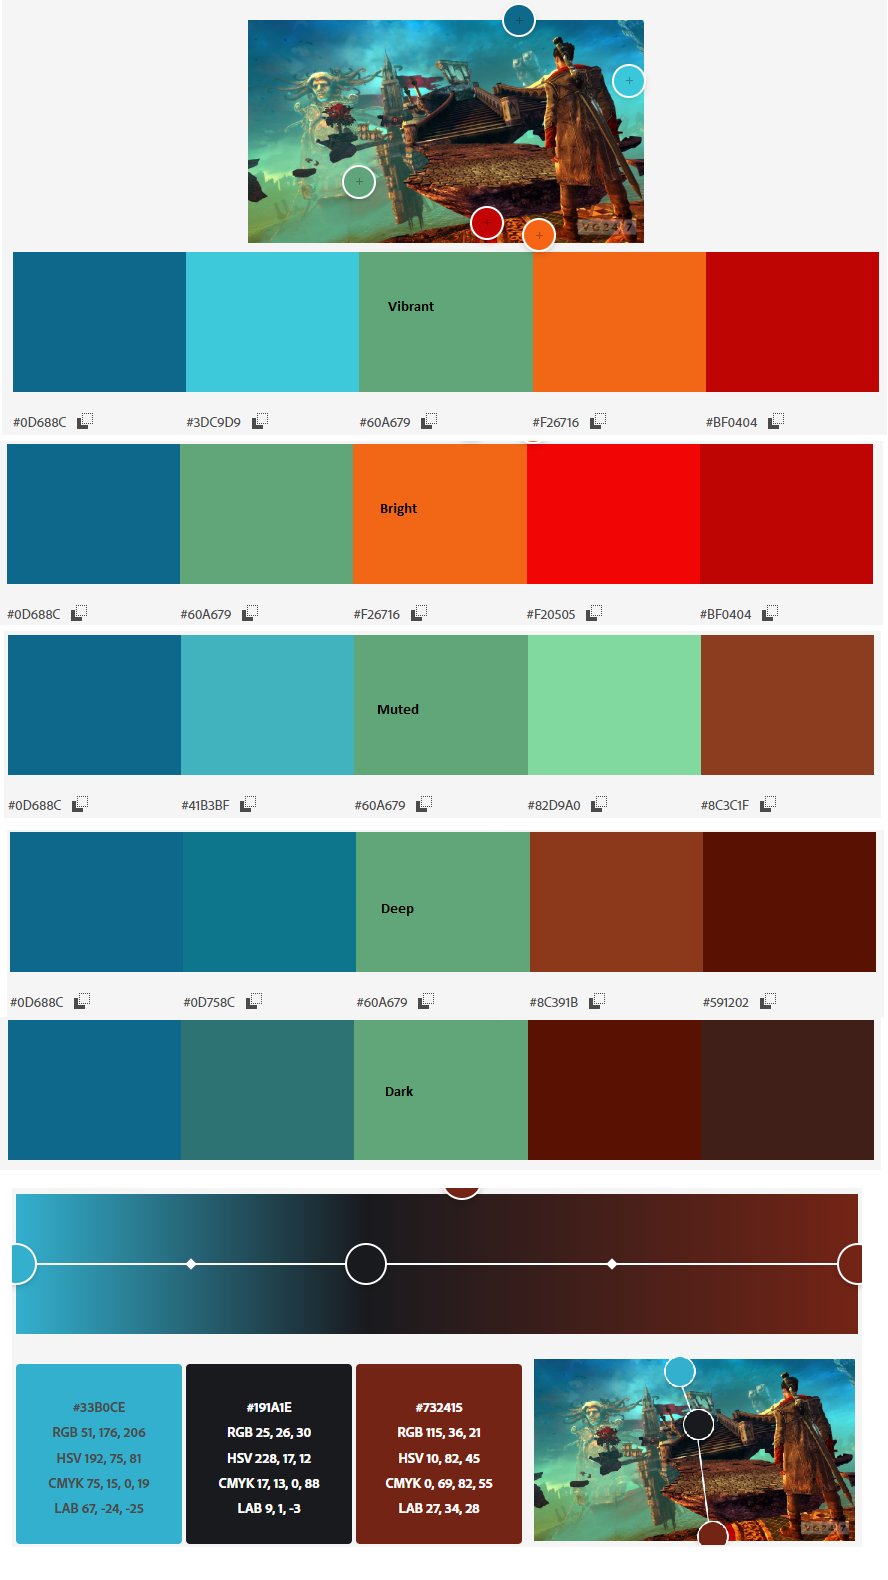 VG247
Vibrant
#0D688C #3DC9D9 #60A679 #F26716 #BF0404
Bright
#0D688C #60A679 #F26716 #F20505 #BF0404
Muted
#0D688C #41B3BF #60A679 #82D9A0 #8C3C1F
Deep
#0D688C #0D758C #60A679 #8C391B #591202
Dark
#33B0CE
RGB 51, 176, 206
HSV 192, 75, 81
CMYK 75, 15, 0, 19
LAB 67, -24, -25
#191A1E
RGB 25, 26, 30
HSV 228, 17, 12
CMYK 17, 13, 0, 88
LAB 9, 1, -3
#732415
RGB 115, 36, 21
HSV 10, 82, 45
CMYK 0, 69, 82, 55
LAB 27, 34, 28
VG247